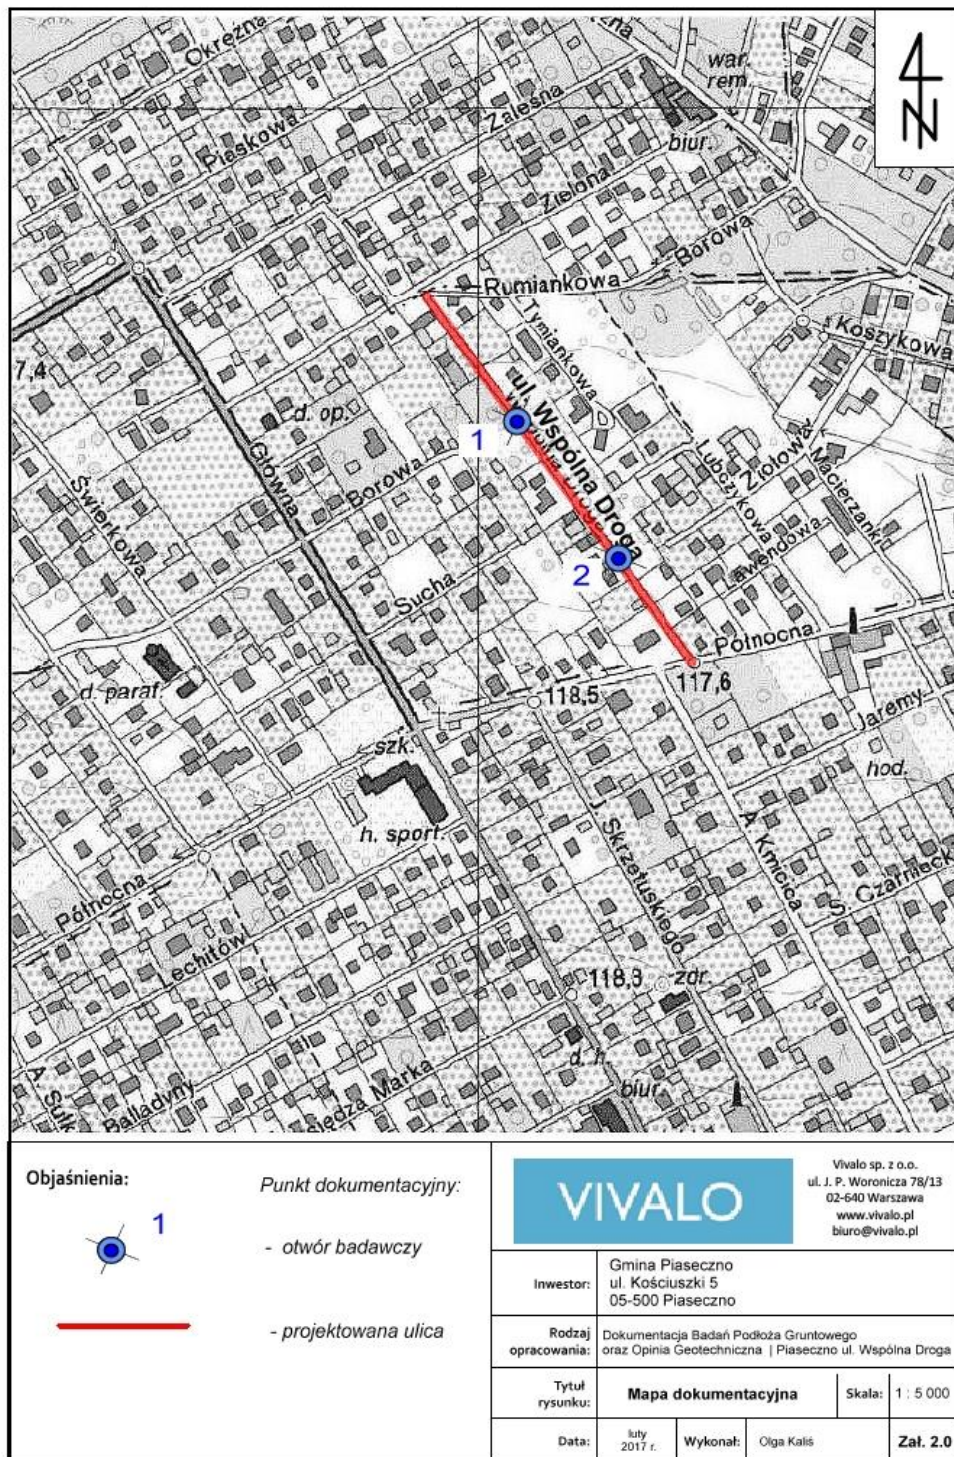 Okrężna
war.
rem.
N
Zalesna
Piaskowa
biur.
Zielona
Borowa
Rumiankowa
Tymiankowa
Koszykowa
7,4
d. op.
ul. Wspólna Droga
1
Główna
Borowa
Świerkowa
Lubczykowa
Ziołowa
Macierzanki
Sucha
2
awendowa
Północna
d. paraf.
118,5
117,6
Jaremy
szk.
hod.
h. sport.
J. Skrzetuskiego
A. Kmicica
S. Czarnieck
Północna
echitów
118,3
zdr.
d. h.
biur.
A. Sułk
Balladyny
siedza Marka
Objaśnienia:
Punkt dokumentacyjny:
1
- otwór badawczy
- projektowana ulica
VIVALO
Vivalo sp. z o.o.
ul. J. P. Woronicza 78/13
02-640 Warszawa
www.vivalo.pl
biuro@vivalo.pl
Inwestor:
Gmina Piaseczno
ul. Kościuszki 5
05-500 Piaseczno
Rodzaj
opracowania:
Dokumentacja Badań Podłoża Gruntowego
oraz Opinia Geotechniczna | Piaseczno ul. Wspólna Droga
Tytuł
rysunku:
Mapa dokumentacyjna
Skala:
1 : 5 000
Data:
luty
2017 r.
Wykonał:
Olga Kaliś
Zał. 2.0